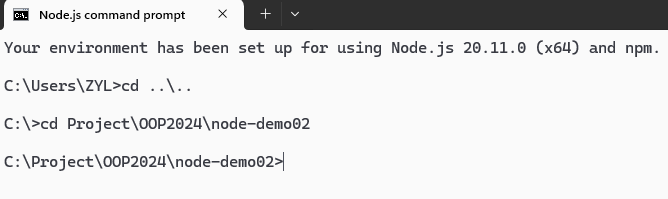 Node.js command prompt
Your environment has been set up for using Node.js 20.11.0 (x64) and npm.
C:\Users\ZYL>cd ..\..
C:\>cd Project\OOP2024\node-demo02
C:\Project\OOP2024\node-demo02>